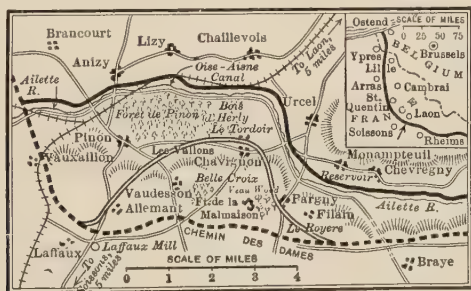 Brancourt
Lizy
Chaillevois
Anizy
Oise-Aisne
Canal
To Laon,
5 miles
Ailette
R.
Forêt de Pinon
Bois
l'Herly
Le Tordoir
Urcel
Pinon
Vauxaillon
Les Vallons
Chavignon
Monampteuil
Chevregny
Reservoir
Belle Croix
Veau Wood
Vaudesson
Allemant
Ft. de la
Malmaison
Pargny
Filain
Ailette R.
Le Royere
CHEMIN DES DAMES
Laffaux
Laffaux Mill
To
Soissons,
5 miles
Braye
SCALE OF MILES
0 1 2 3 4
SCALE OF MILES
0 25 50 75
Ostend
BELGIUM
Brussels
Ypres
Lille
Arras
Cambrai
St.
Quentin
FRANCE
Laon
Soissons
Rheims